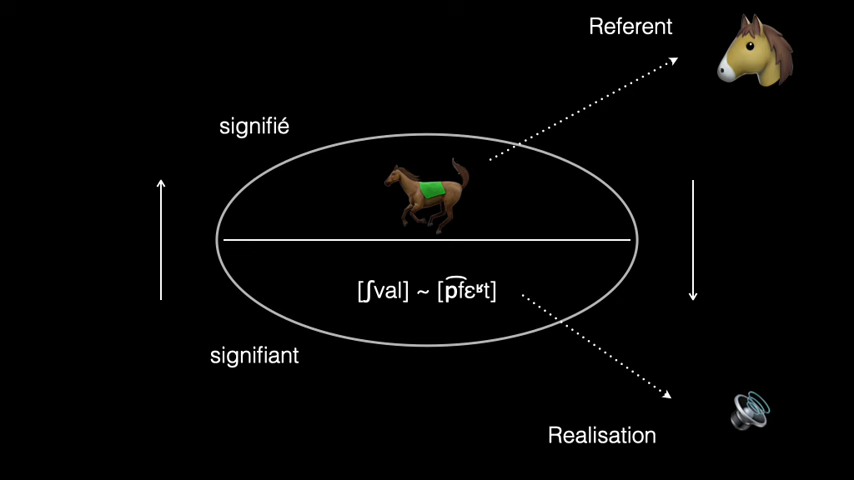 Referent
signifié
[ʃval] ~ [p͡fɛʁt]
signifiant
Realisation